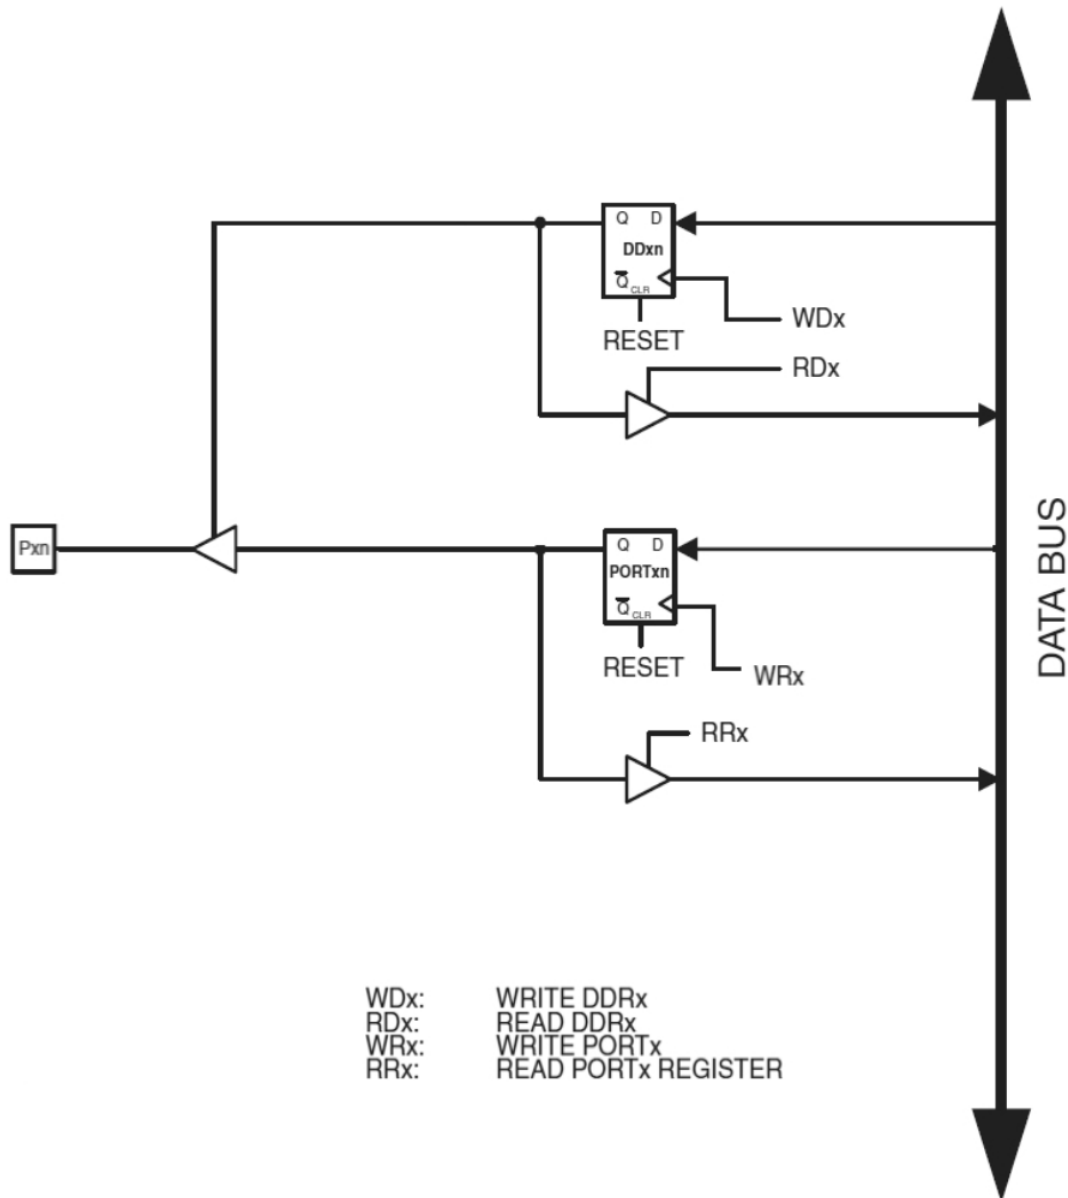 Q D
DDxn
Q CLR
RESET
WDx
RDx
Pxn
Q D
PORTxn
Q CLR
RESET
WRx
RRx
DATA BUS
WDx: WRITE DDRx
RDx: READ DDRx
WRx: WRITE PORTx
RRx: READ PORTx REGISTER